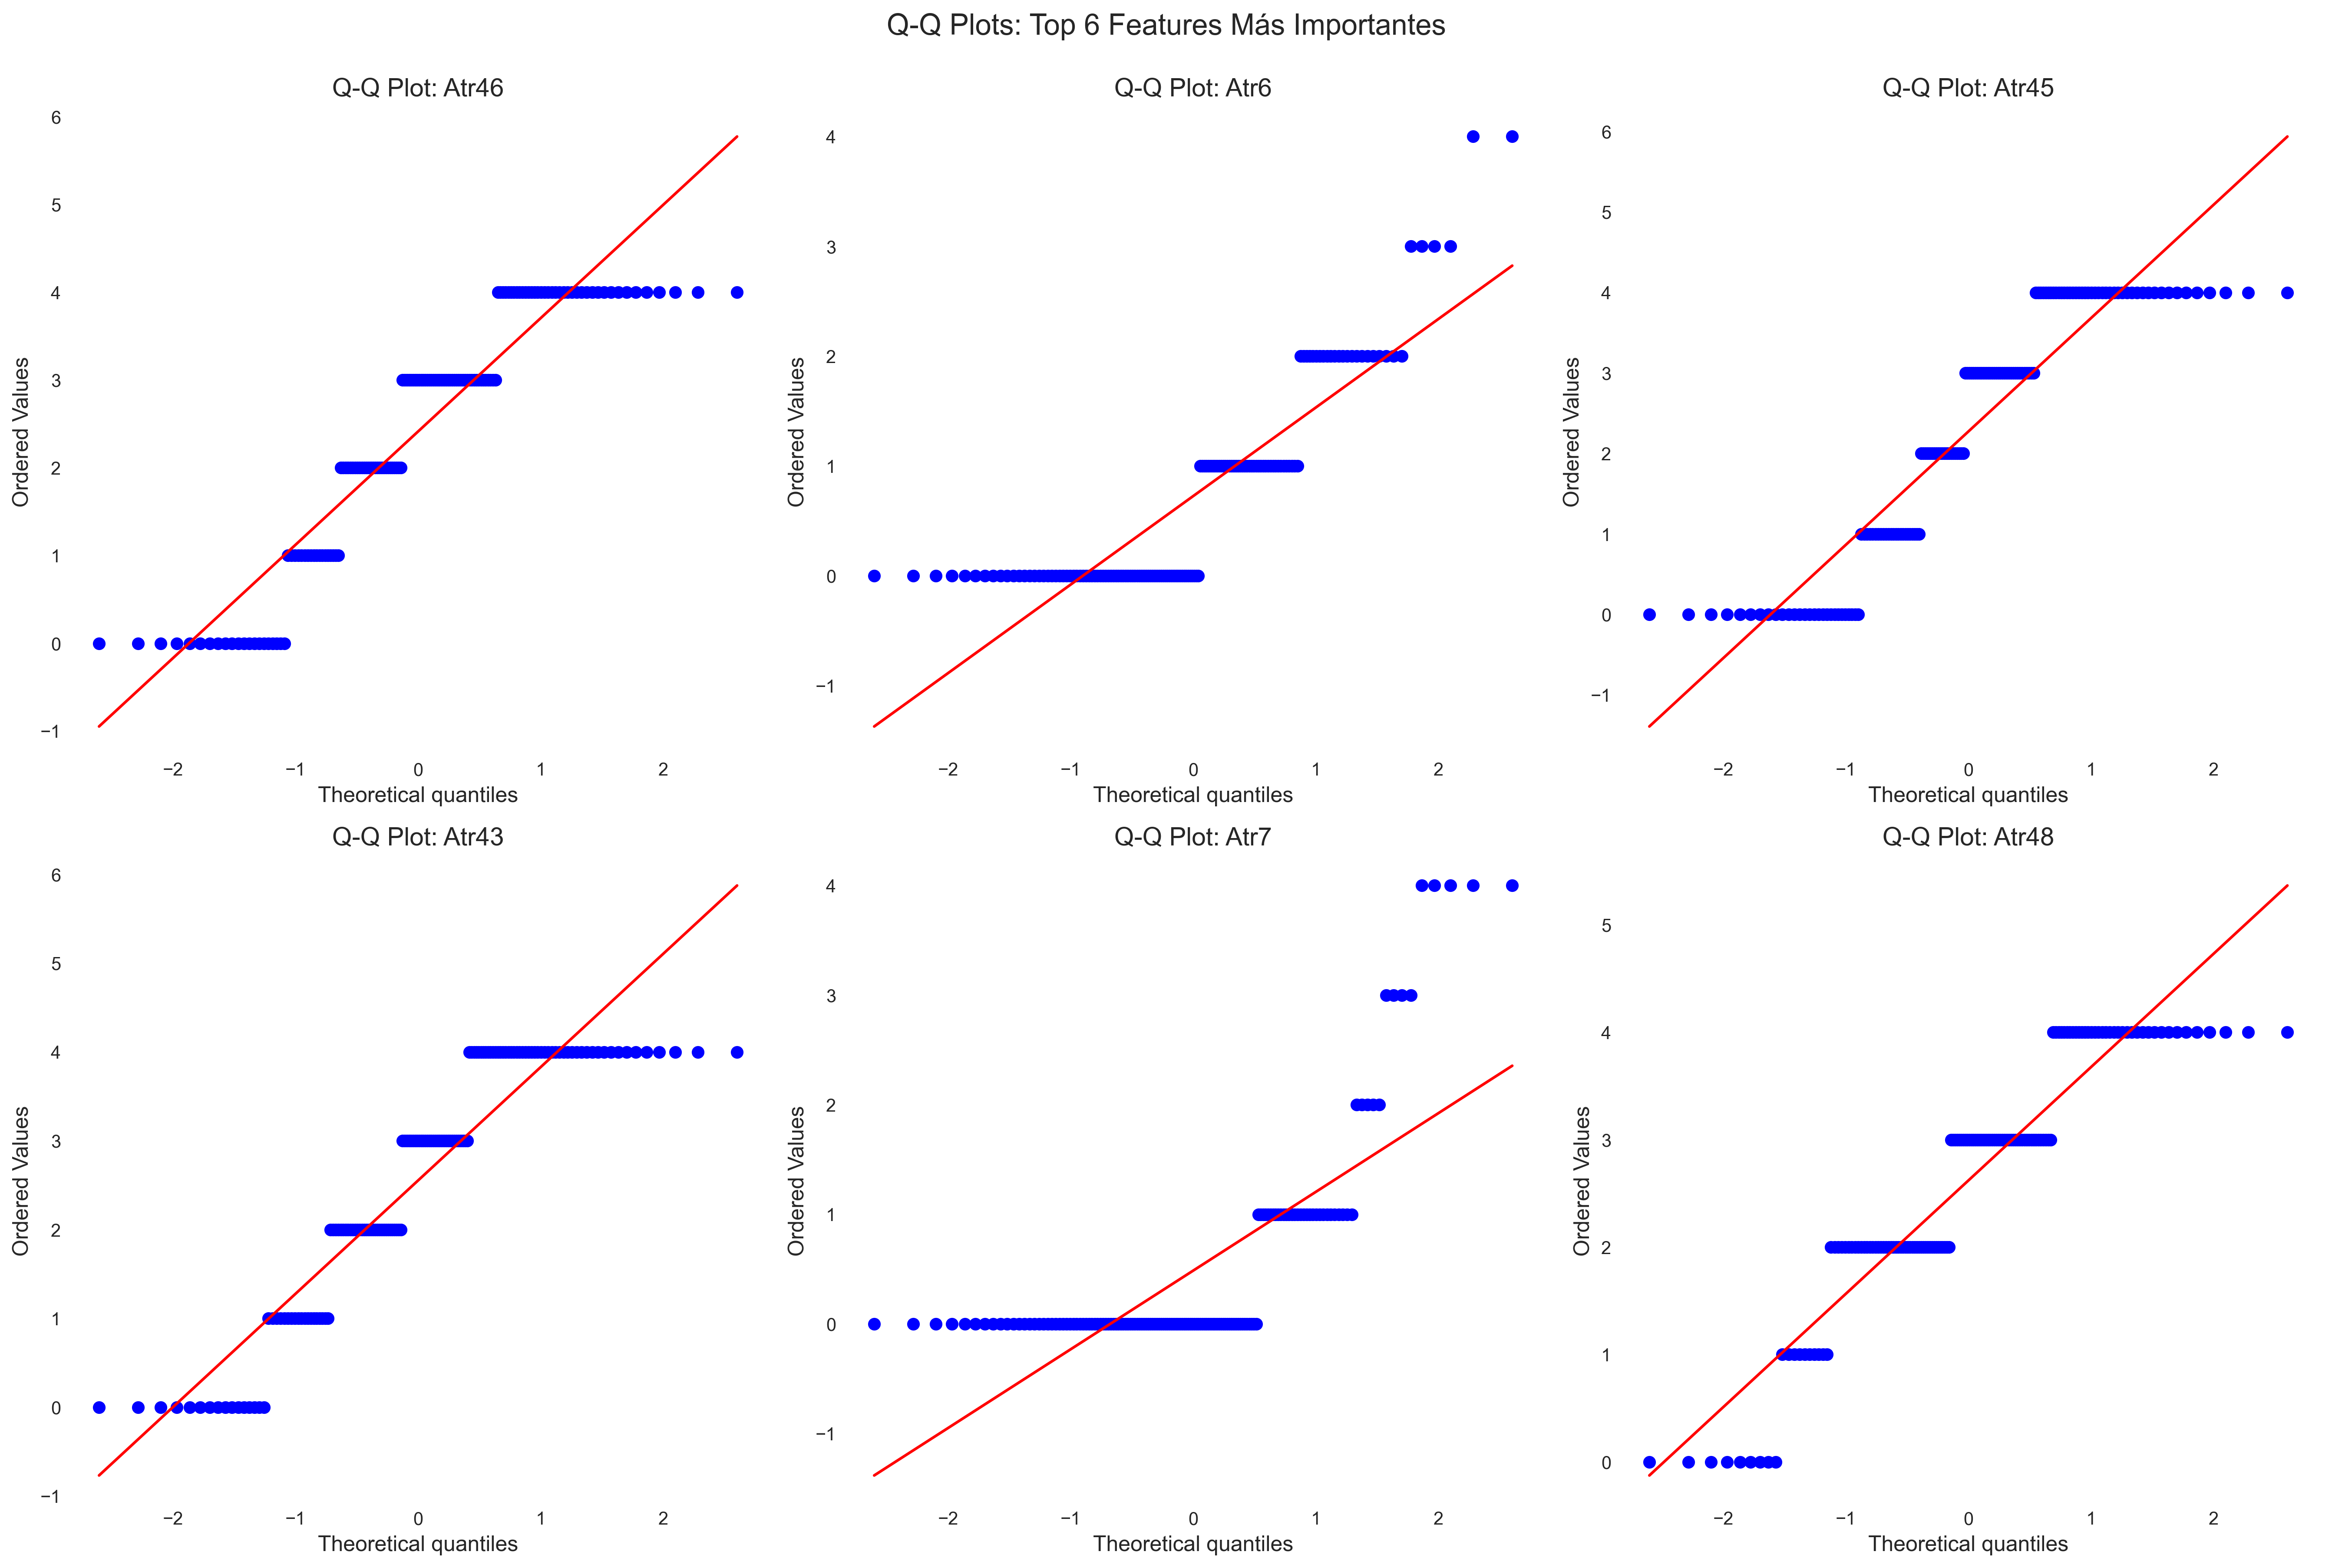 Q-Q Plots: Top 6 Features Más Importantes
Q-Q Plot: Atr46
6
5
4
3
2
1
0
−1
Ordered Values
−2 −1 0 1 2
Theoretical quantiles
Q-Q Plot: Atr6
4
3
2
1
0
−1
Ordered Values
−2 −1 0 1 2
Theoretical quantiles
Q-Q Plot: Atr45
6
5
4
3
2
1
0
−1
Ordered Values
−2 −1 0 1 2
Theoretical quantiles
Q-Q Plot: Atr43
6
5
4
3
2
1
0
−1
Ordered Values
−2 −1 0 1 2
Theoretical quantiles
Q-Q Plot: Atr7
4
3
2
1
0
−1
Ordered Values
−2 −1 0 1 2
Theoretical quantiles
Q-Q Plot: Atr48
5
4
3
2
1
0
Ordered Values
−2 −1 0 1 2
Theoretical quantiles